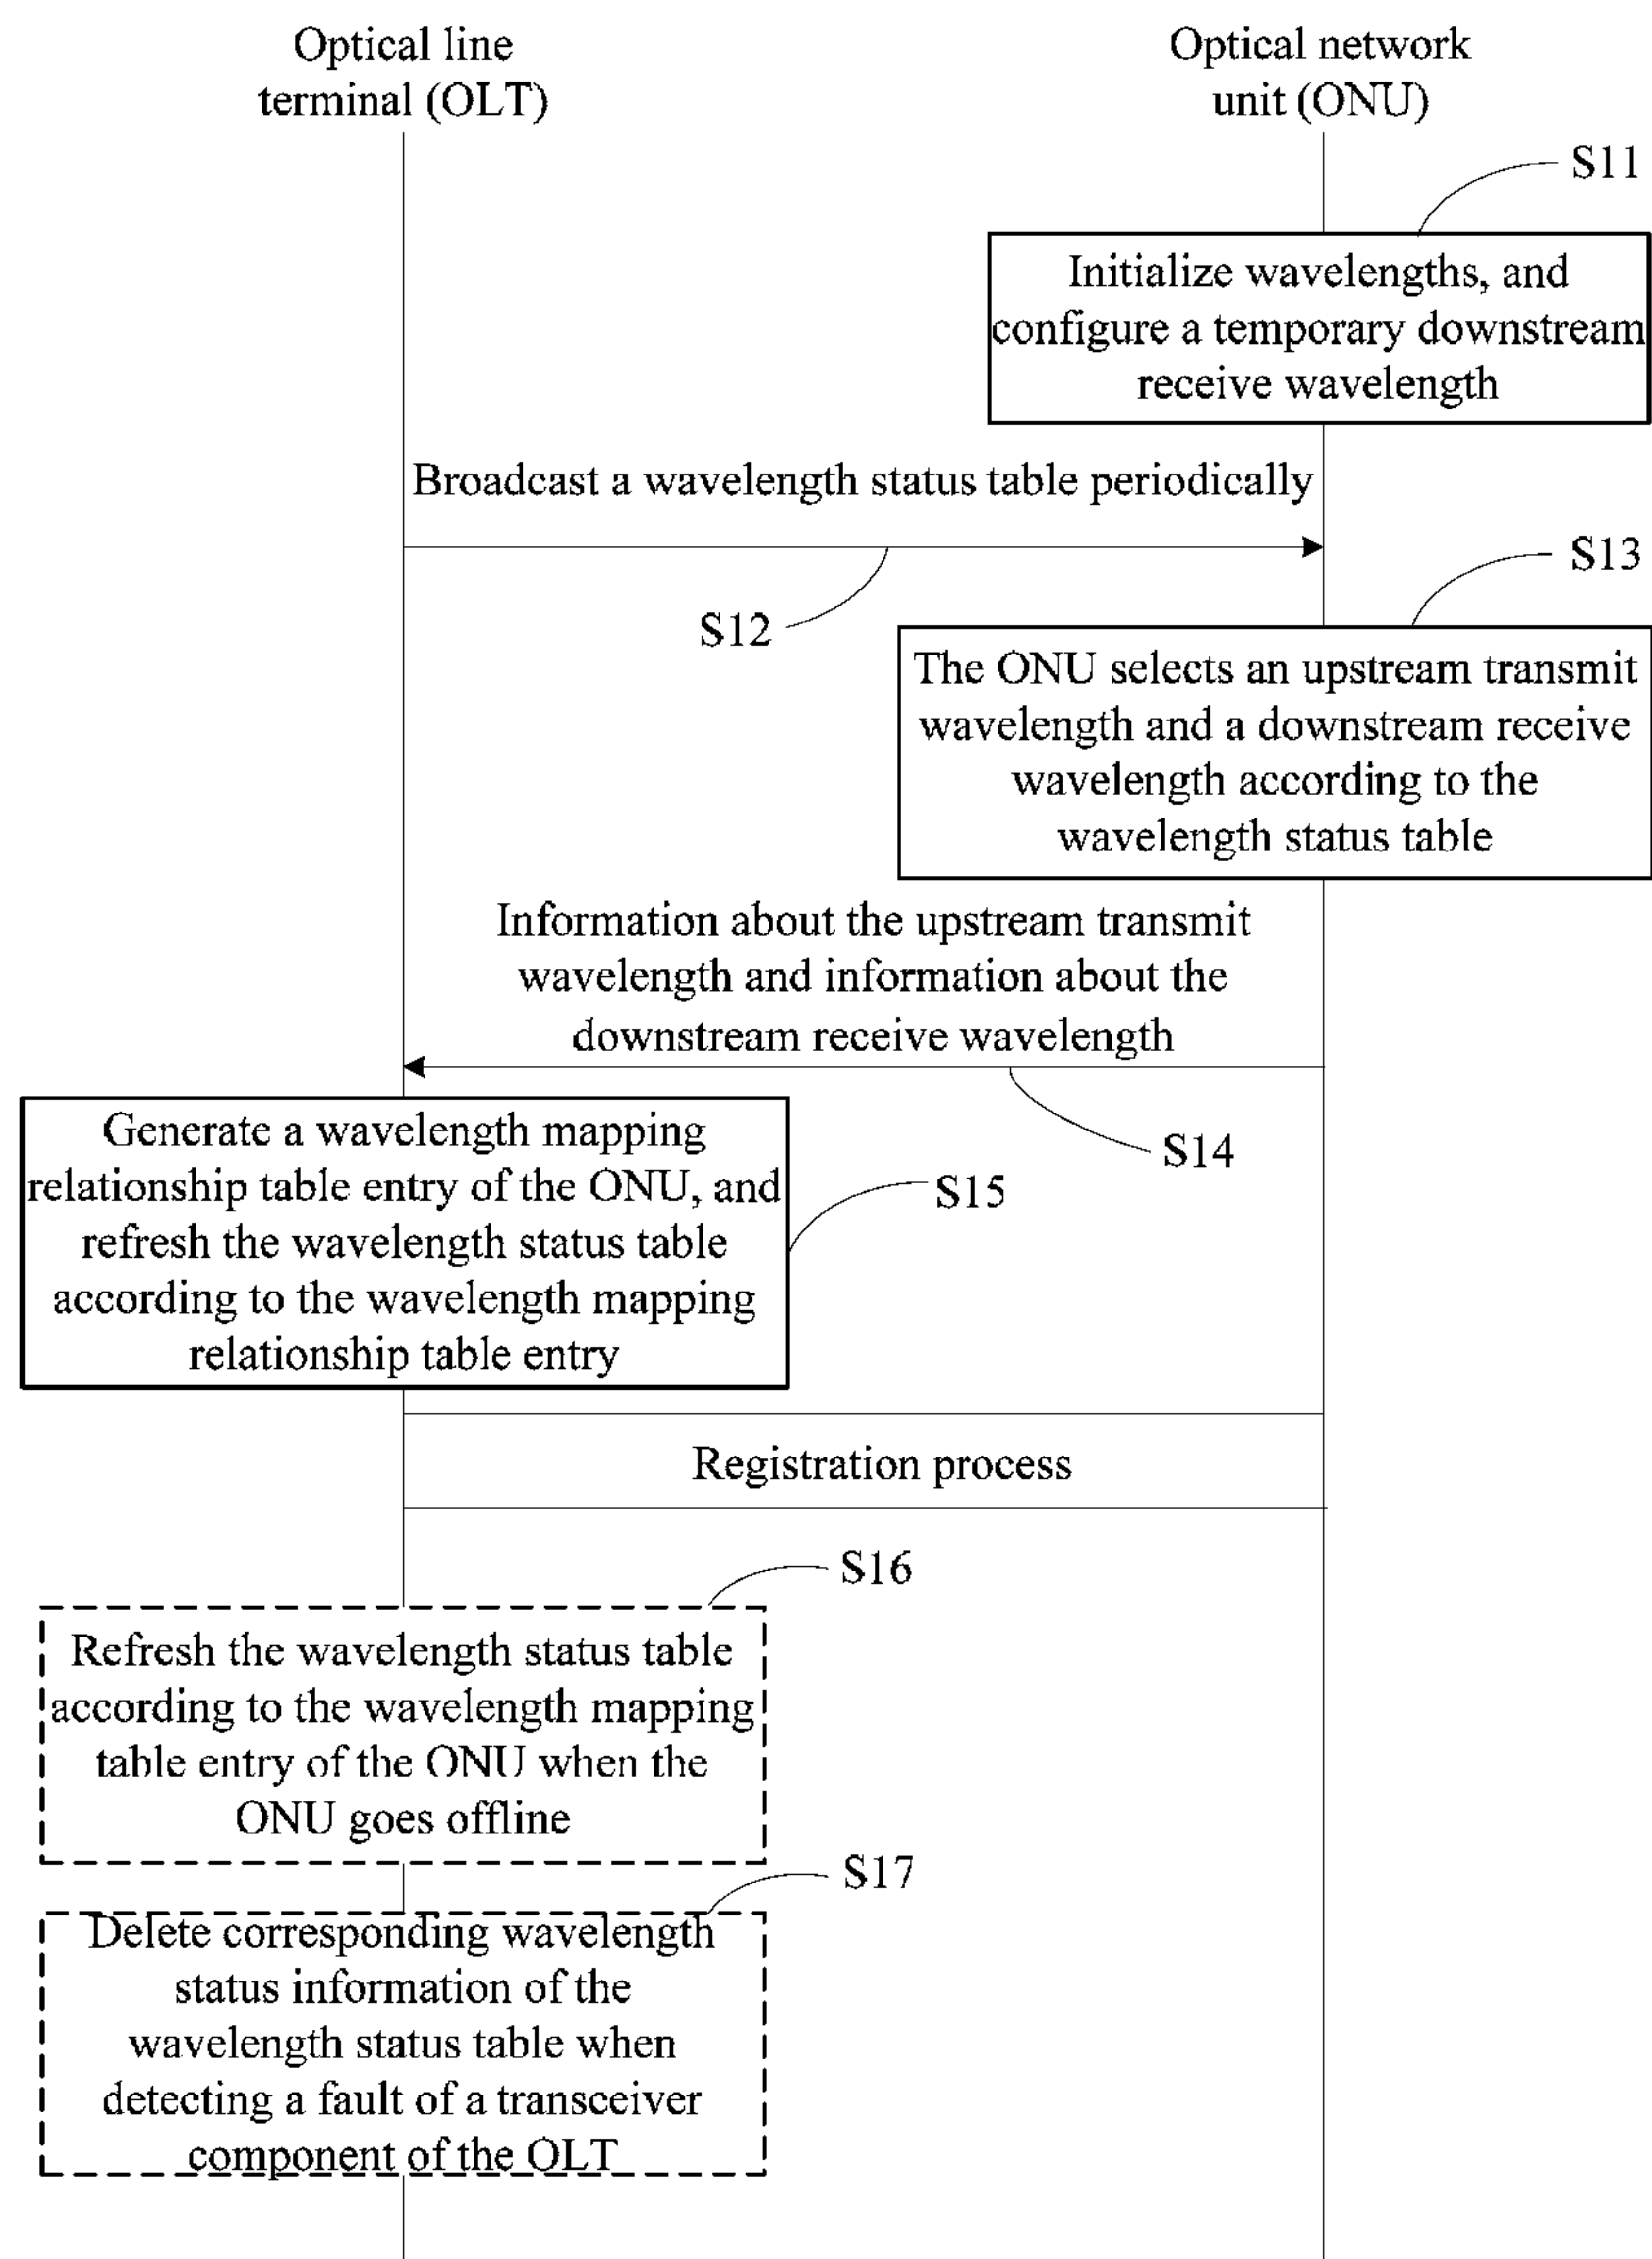 Optical line
terminal (OLT)
Optical network
unit (ONU)
S11
Initialize wavelengths, and
configure a temporary downstream
receive wavelength
Broadcast a wavelength status table periodically
S12
S13
The ONU selects an upstream transmit
wavelength and a downstream receive
wavelength according to the
wavelength status table
Information about the upstream transmit
wavelength and information about the
downstream receive wavelength
S14
Generate a wavelength mapping
relationship table entry of the ONU, and
refresh the wavelength status table
according to the wavelength mapping
relationship table entry
S15
Registration process
S16
Refresh the wavelength status table
according to the wavelength mapping
table entry of the ONU when the
ONU goes offline
S17
Delete corresponding wavelength
status information of the
wavelength status table when
detecting a fault of a transceiver
component of the OLT